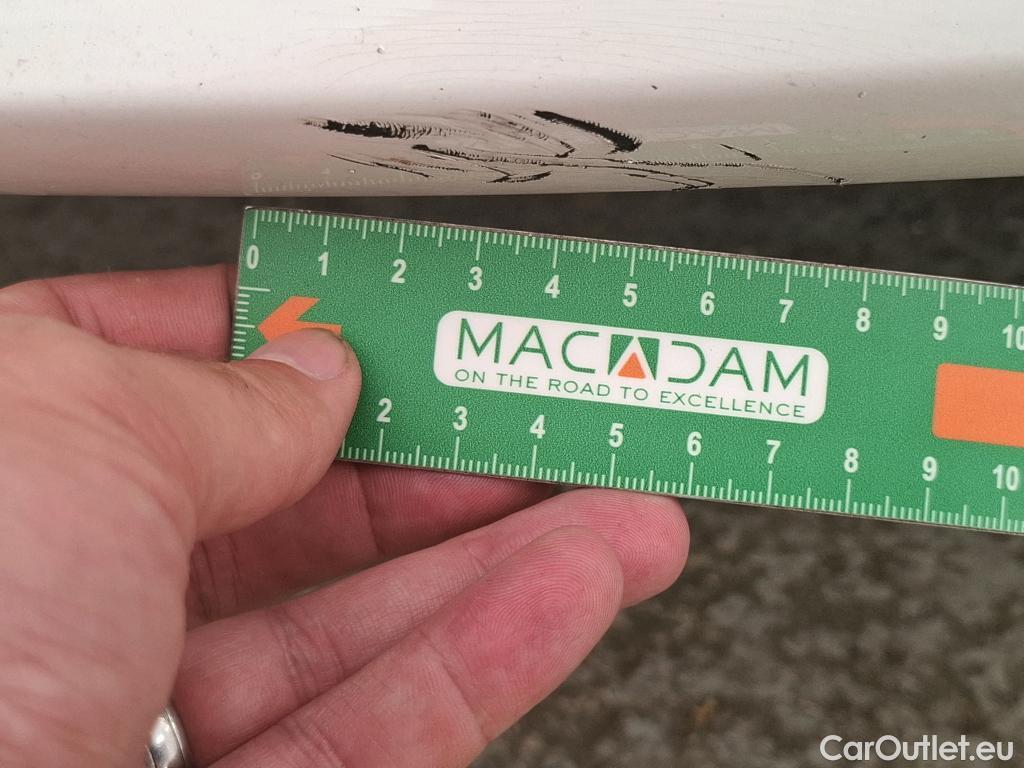 0 1 2 3 4 5 6 7 8 9 10
MACADAM
ON THE ROAD TO EXCELLENCE
2 3 4 5 6 7 8 9 10
CarOutlet.eu